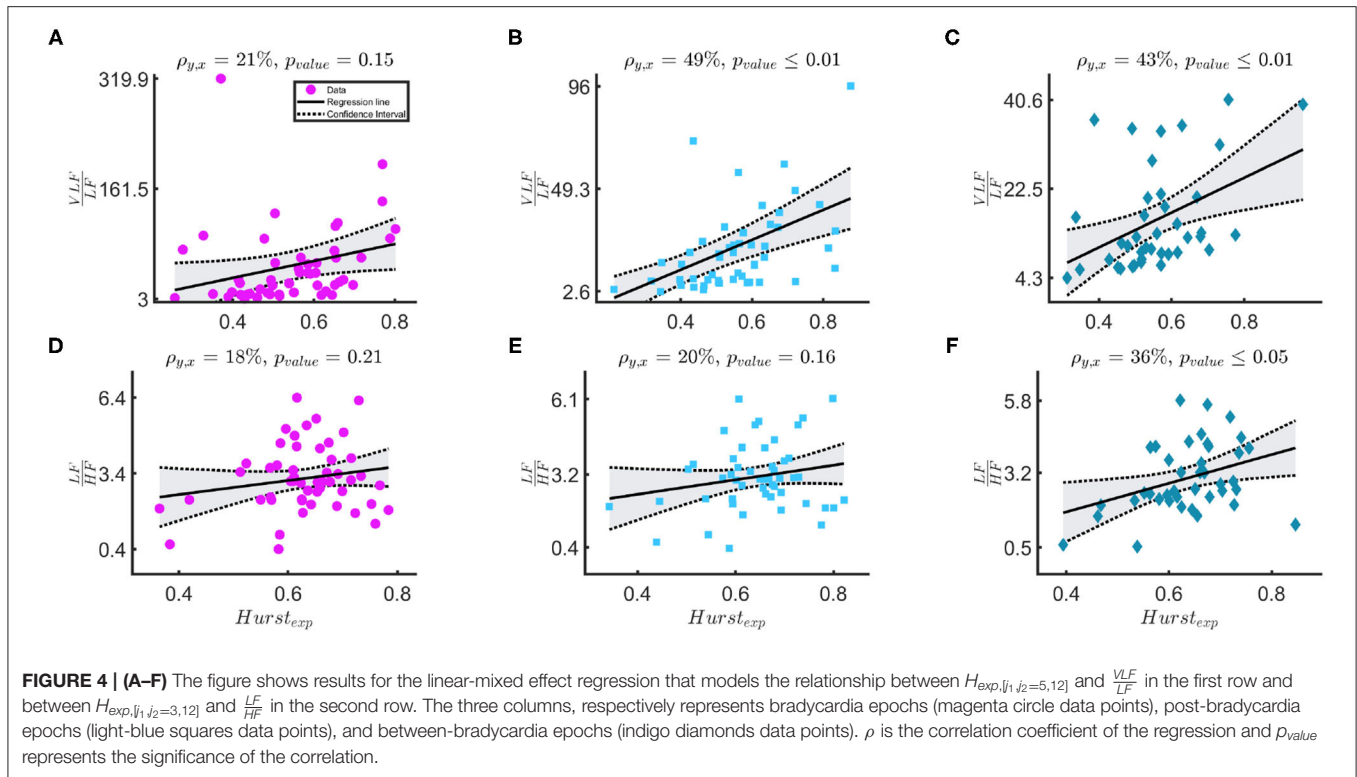 A
ρy,x = 21%, pvalue = 0.15
319.9
161.5
3
VLF
LF
Data
Regression line
Confidence Interval
0.4
0.6
0.8
B
ρy,x = 49%, pvalue ≤ 0.01
96
49.3
2.6
VLF
LF
0.4
0.6
0.8
C
ρy,x = 43%, pvalue ≤ 0.01
40.6
22.5
4.3
VLF
LF
0.4
0.6
0.8
D
ρy,x = 18%, pvalue = 0.21
6.4
3.4
0.4
LF
HF
0.4
0.6
0.8
Hurstexp
E
ρy,x = 20%, pvalue = 0.16
6.1
3.2
0.4
LF
HF
0.4
0.6
0.8
Hurstexp
F
ρy,x = 36%, pvalue ≤ 0.05
5.8
3.2
0.5
LF
HF
0.4
0.6
0.8
Hurstexp
FIGURE 4 | (A–F) The figure shows results for the linear-mixed effect regression that models the relationship between Hexp,[j1,j2=5,12] and VLF/LF in the first row and
between Hexp,[j1,j2=3,12] and LF/HF in the second row. The three columns, respectively represents bradycardia epochs (magenta circle data points), post-bradycardia
epochs (light-blue squares data points), and between-bradycardia epochs (indigo diamonds data points). ρ is the correlation coefficient of the regression and pvalue
represents the significance of the correlation.